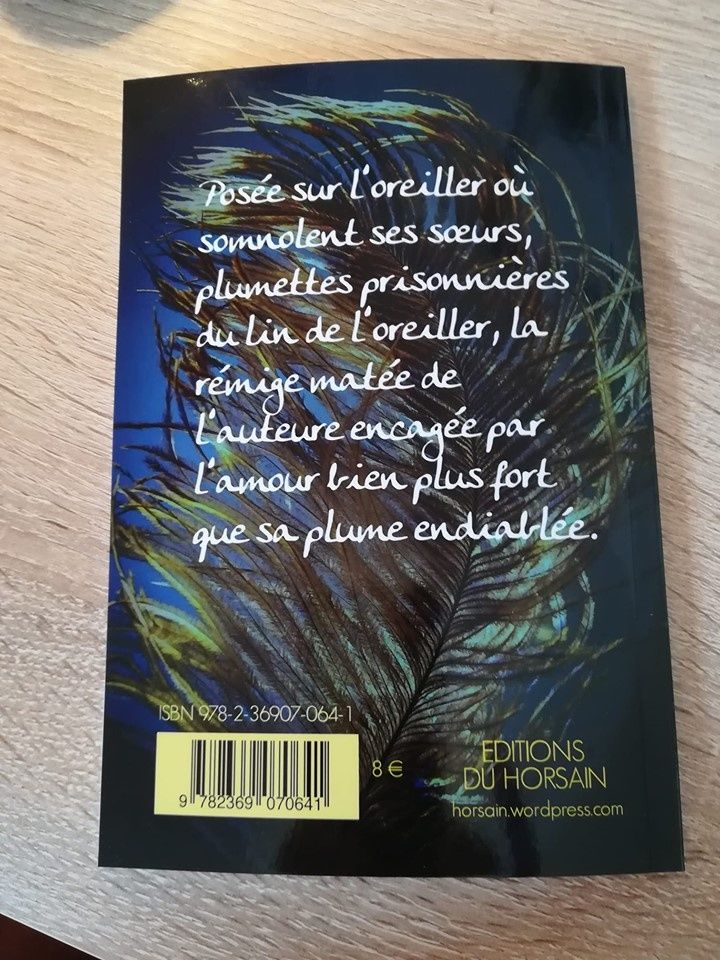 Posée sur l'oreiller où
somnolent ses sœurs,
plumettes prisonnières
du lin de l'oreiller, la
rémige matée de
l'auteure encagée par
l'amour bien plus fort
que sa plume endiablée.
ISBN 978-2-36907-064-1
9 782369 070641
8 €
EDITIONS
DU HORSAIN
horsain.wordpress.com